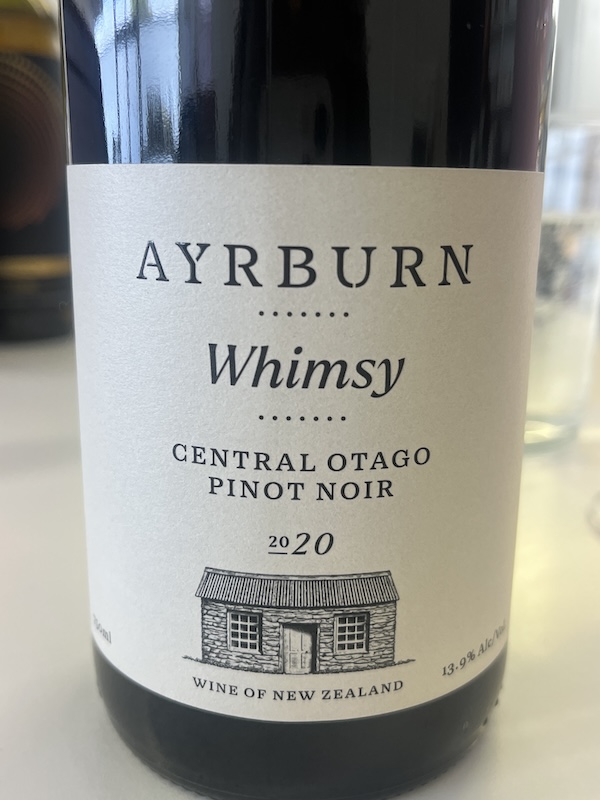 AYRBURN
Whimsy
CENTRAL OTAGO
PINOT NOIR
2020
WINE OF NEW ZEALAND
13.9% Alc/Vol